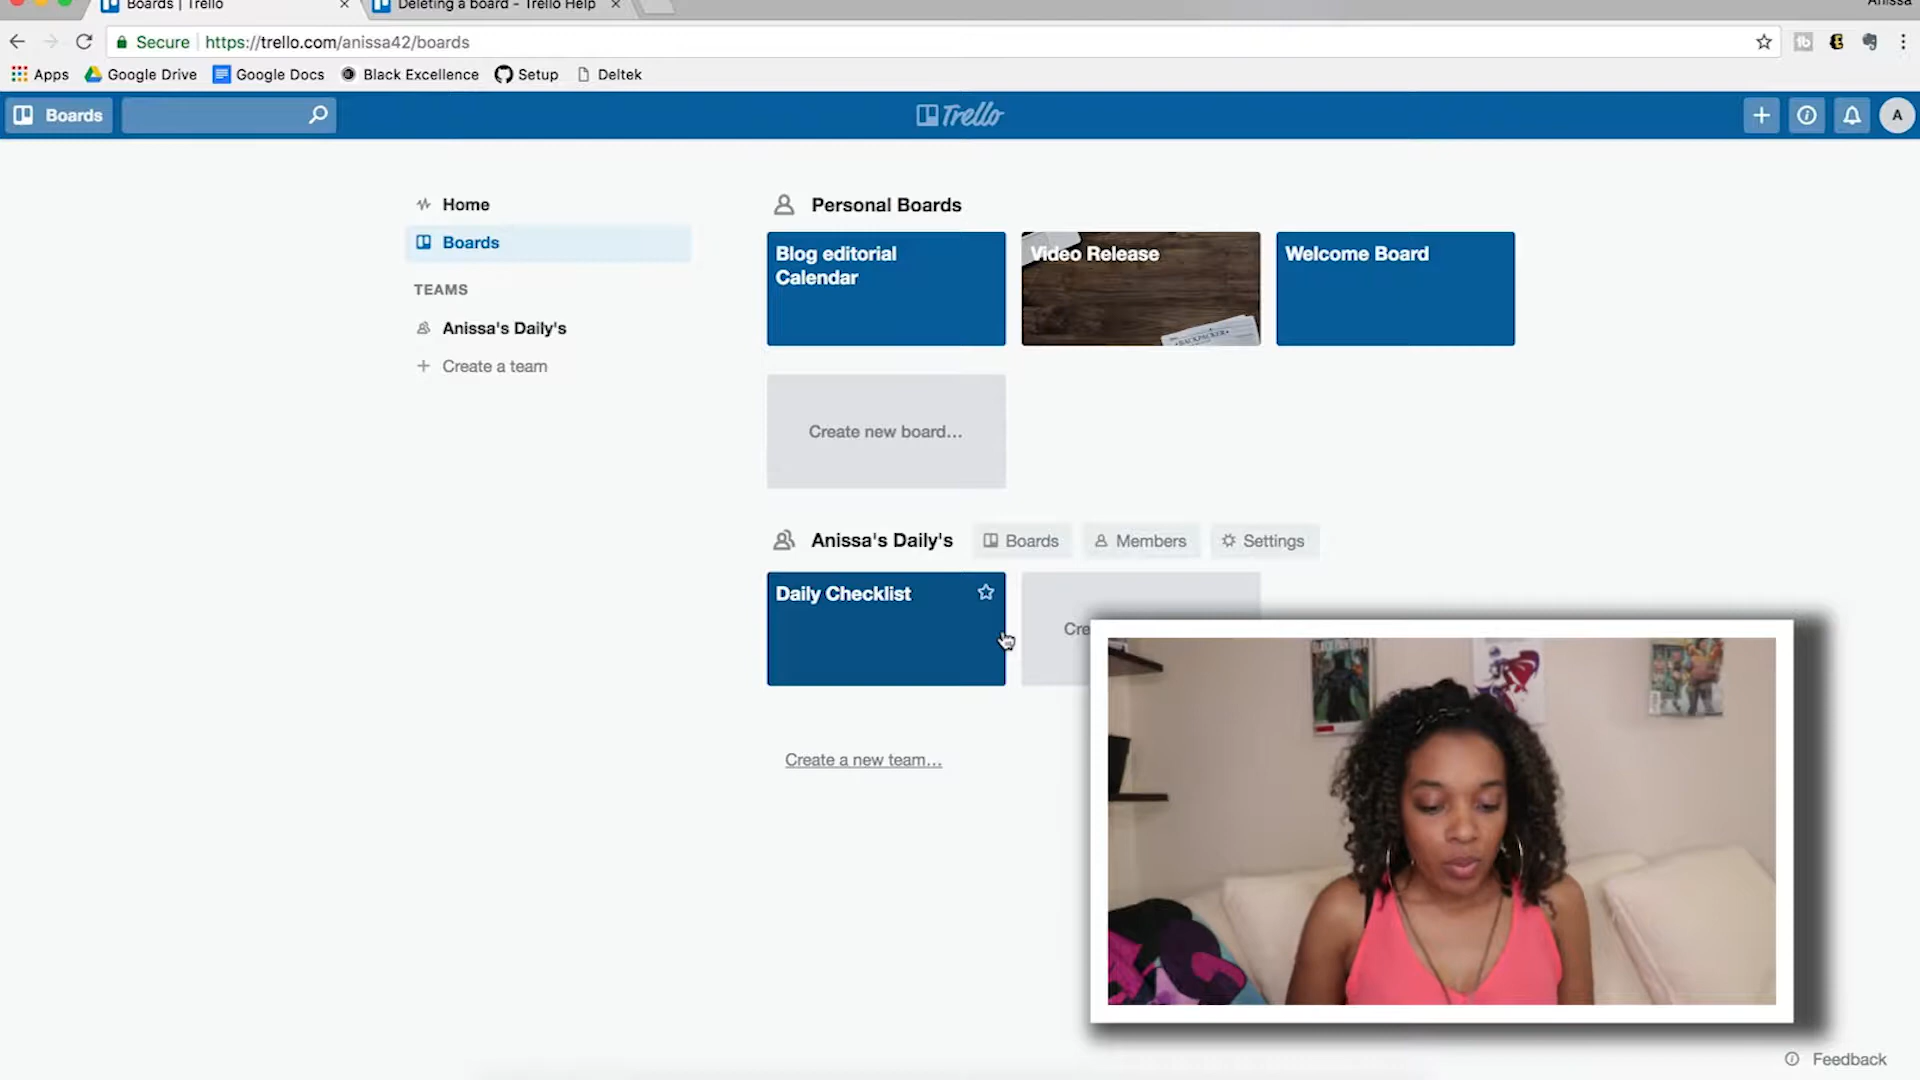 Boards | Trello
Deleting a board - Trello Help
Anissa
Secure
https://trello.com/anissa42/boards
Apps
Google Drive
Google Docs
Black Excellence
Setup
Deltek
Boards
Trello
A
Home
Boards
TEAMS
Anissa's Daily's
Create a team
Personal Boards
Blog editorial
Calendar
Video Release
Welcome Board
Create new board…
Anissa's Daily's
Boards
Members
Settings
Daily Checklist
Cre
Create a new team…
Feedback